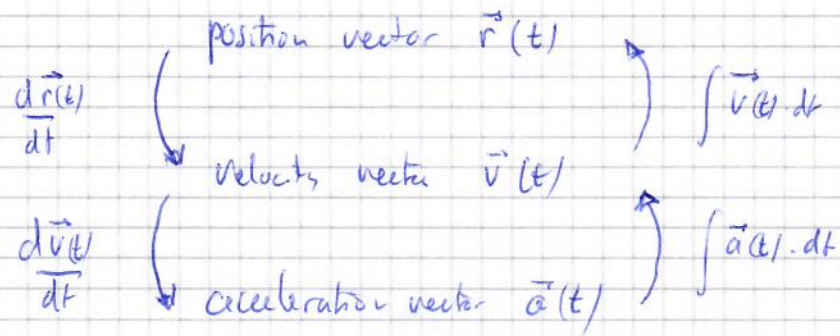 position vector r⃗(t)
dr⃗(t)/dt
∫ v⃗(t)·dt
velocity vector v⃗(t)
dv⃗(t)/dt
∫ a⃗(t)·dt
acceleration vector a⃗(t)